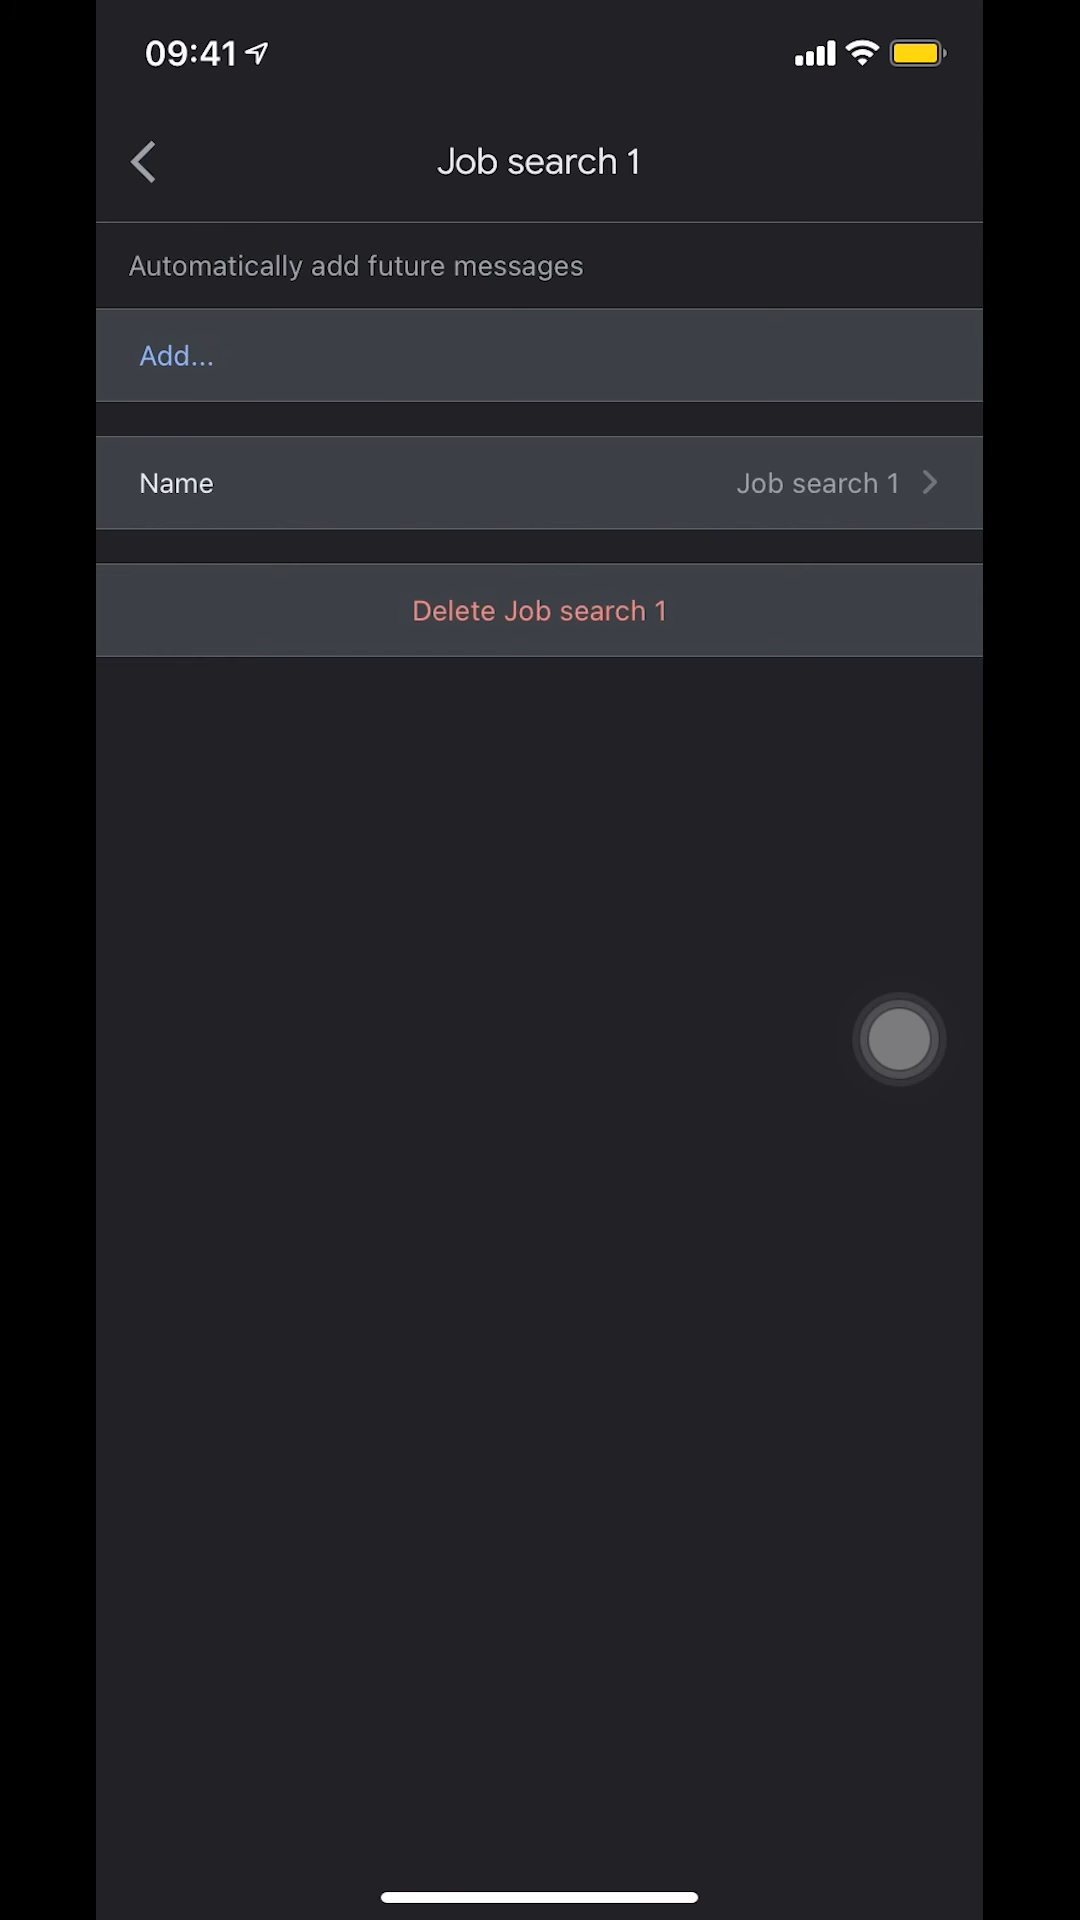 09:41
Job search 1
Automatically add future messages
Add...
Name Job search 1
Delete Job search 1